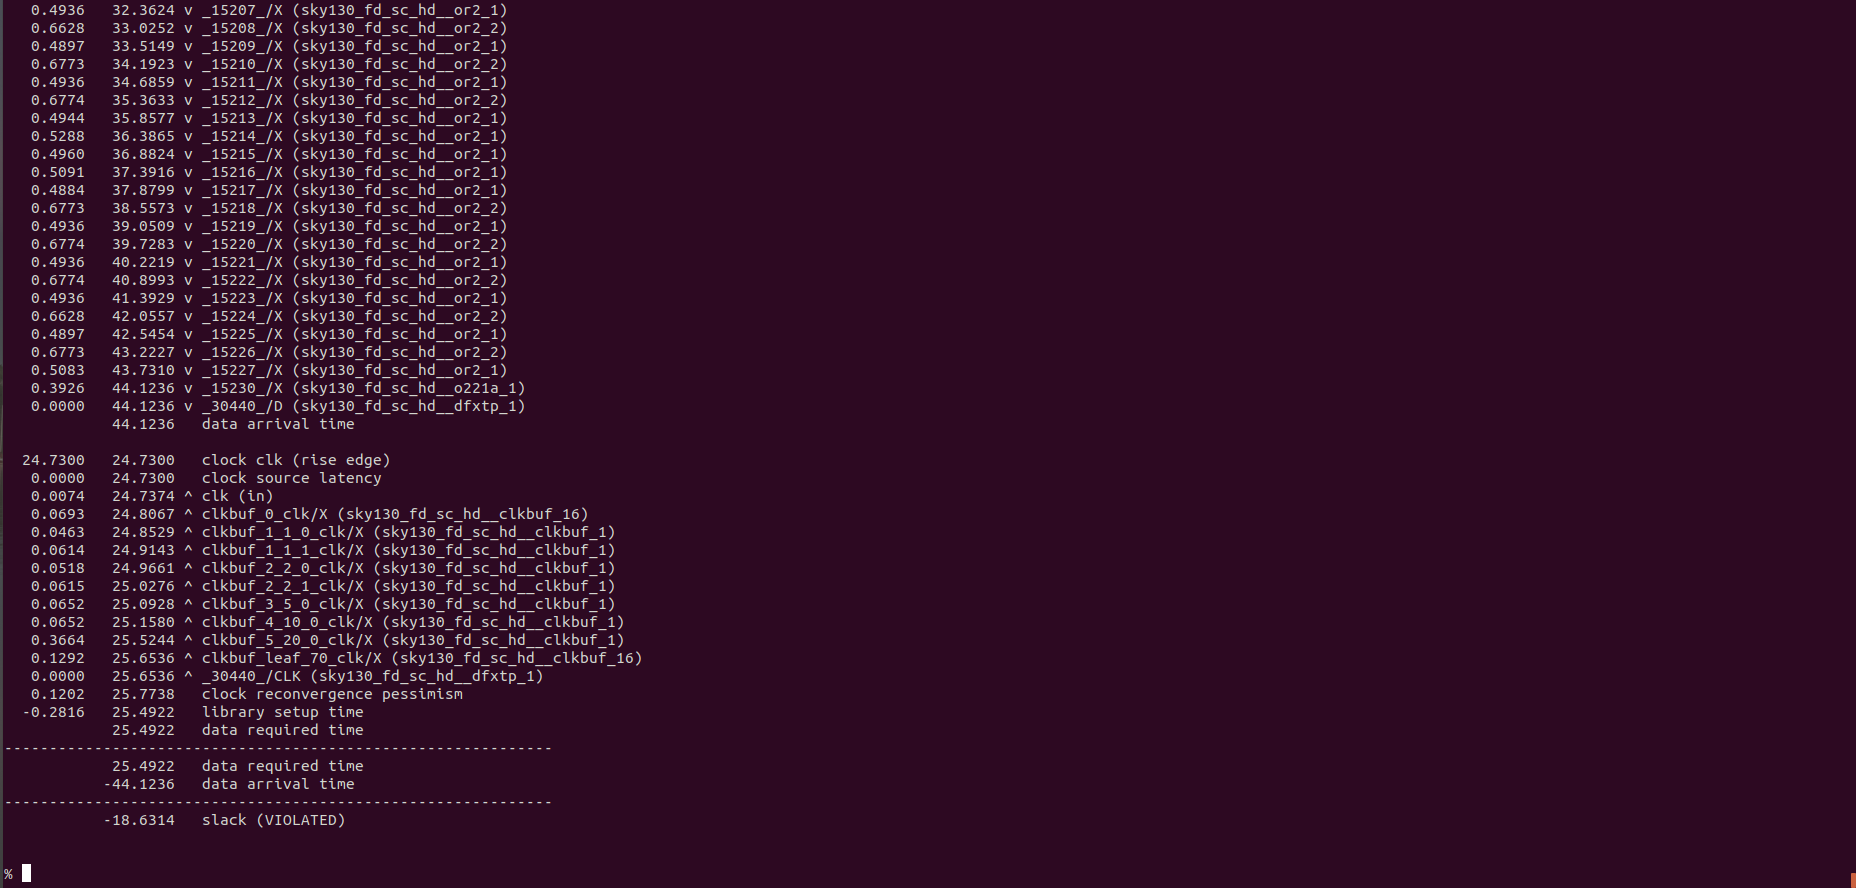 0.4936   32.3624 v _15207_/X (sky130_fd_sc_hd__or2_1)
0.6628   33.0252 v _15208_/X (sky130_fd_sc_hd__or2_2)
0.4897   33.5149 v _15209_/X (sky130_fd_sc_hd__or2_1)
0.6773   34.1923 v _15210_/X (sky130_fd_sc_hd__or2_2)
0.4936   34.6859 v _15211_/X (sky130_fd_sc_hd__or2_1)
0.6774   35.3633 v _15212_/X (sky130_fd_sc_hd__or2_2)
0.4944   35.8577 v _15213_/X (sky130_fd_sc_hd__or2_1)
0.5288   36.3865 v _15214_/X (sky130_fd_sc_hd__or2_1)
0.4960   36.8824 v _15215_/X (sky130_fd_sc_hd__or2_1)
0.5091   37.3916 v _15216_/X (sky130_fd_sc_hd__or2_1)
0.4884   37.8799 v _15217_/X (sky130_fd_sc_hd__or2_1)
0.6773   38.5573 v _15218_/X (sky130_fd_sc_hd__or2_2)
0.4936   39.0509 v _15219_/X (sky130_fd_sc_hd__or2_1)
0.6774   39.7283 v _15220_/X (sky130_fd_sc_hd__or2_2)
0.4936   40.2219 v _15221_/X (sky130_fd_sc_hd__or2_1)
0.6774   40.8993 v _15222_/X (sky130_fd_sc_hd__or2_2)
0.4936   41.3929 v _15223_/X (sky130_fd_sc_hd__or2_1)
0.6628   42.0557 v _15224_/X (sky130_fd_sc_hd__or2_2)
0.4897   42.5454 v _15225_/X (sky130_fd_sc_hd__or2_1)
0.6773   43.2227 v _15226_/X (sky130_fd_sc_hd__or2_2)
0.5083   43.7310 v _15227_/X (sky130_fd_sc_hd__or2_1)
0.3926   44.1236 v _15230_/X (sky130_fd_sc_hd__o221a_1)
0.0000   44.1236 v _30440_/D (sky130_fd_sc_hd__dfxtp_1)
44.1236   data arrival time
24.7300   24.7300   clock clk (rise edge)
0.0000   24.7300   clock source latency
0.0074   24.7374 ^ clk (in)
0.0693   24.8067 ^ clkbuf_0_clk/X (sky130_fd_sc_hd__clkbuf_16)
0.0463   24.8529 ^ clkbuf_1_1_0_clk/X (sky130_fd_sc_hd__clkbuf_1)
0.0614   24.9143 ^ clkbuf_1_1_1_clk/X (sky130_fd_sc_hd__clkbuf_1)
0.0518   24.9661 ^ clkbuf_2_2_0_clk/X (sky130_fd_sc_hd__clkbuf_1)
0.0615   25.0276 ^ clkbuf_2_2_1_clk/X (sky130_fd_sc_hd__clkbuf_1)
0.0652   25.0928 ^ clkbuf_3_5_0_clk/X (sky130_fd_sc_hd__clkbuf_1)
0.0652   25.1580 ^ clkbuf_4_10_0_clk/X (sky130_fd_sc_hd__clkbuf_1)
0.3664   25.5244 ^ clkbuf_5_20_0_clk/X (sky130_fd_sc_hd__clkbuf_1)
0.1292   25.6536 ^ clkbuf_leaf_70_clk/X (sky130_fd_sc_hd__clkbuf_16)
0.0000   25.6536 ^ _30440_/CLK (sky130_fd_sc_hd__dfxtp_1)
0.1202   25.7738   clock reconvergence pessimism
-0.2816   25.4922   library setup time
25.4922   data required time
-------------------------------------------------------------
25.4922   data required time
-44.1236   data arrival time
-------------------------------------------------------------
-18.6314   slack (VIOLATED)
%